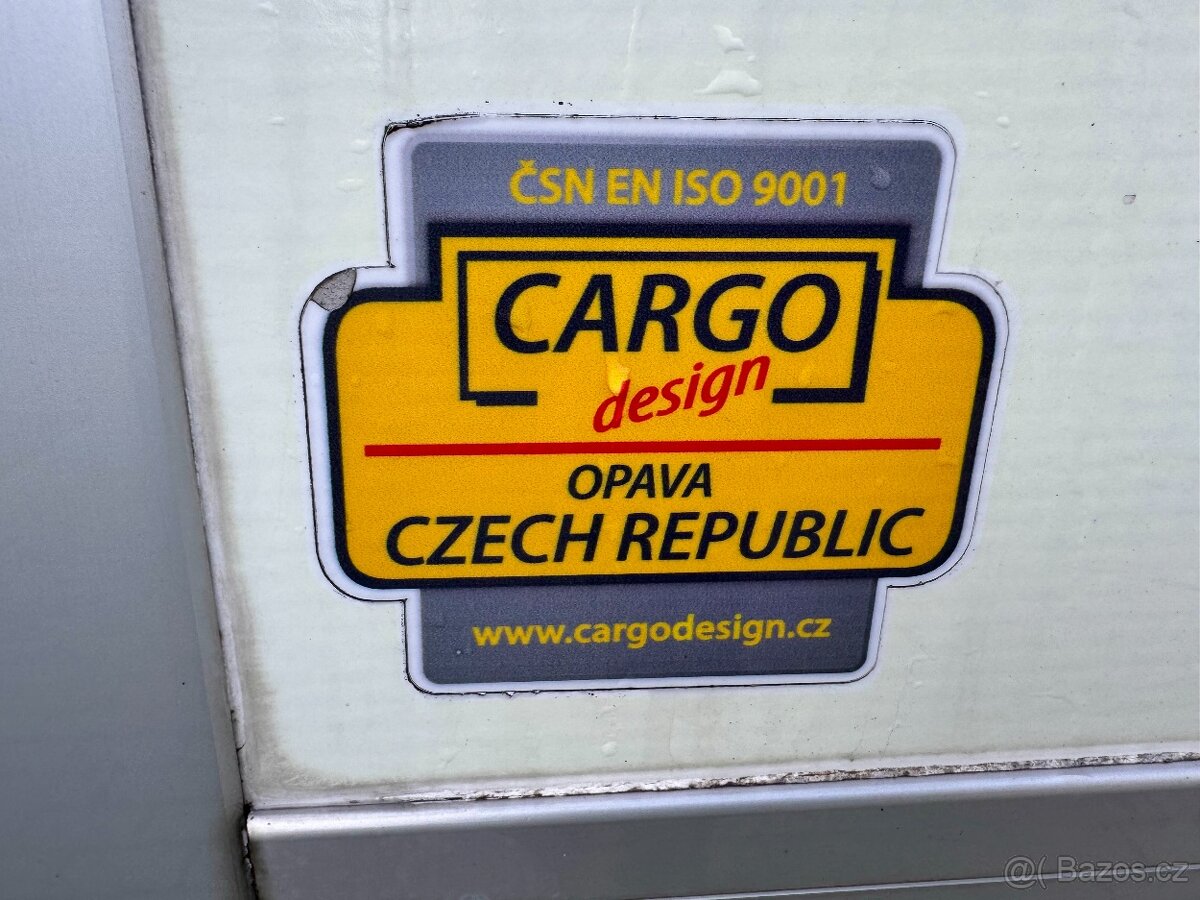 ČSN EN ISO 9001
CARGO
design
OPAVA
CZECH REPUBLIC
www.cargodesign.cz
@( Bazos.cz